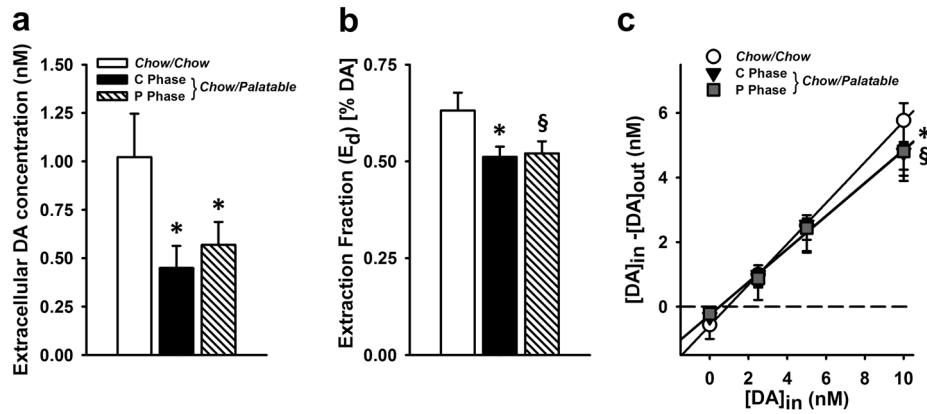 a
Extracellular DA concentration (nM)
1.50
1.25
1.00
0.75
0.50
0.25
0.00
Chow/Chow
C Phase
P Phase
Chow/Palatable
*
*
b
Extraction Fraction (Ed) [% DA]
0.75
0.50
0.25
0.00
*
§
c
Chow/Chow
C Phase
P Phase
Chow/Palatable
[DA]in -[DA]out (nM)
6
4
2
0
*
§
0 2 4 6 8 10
[DA]in (nM)